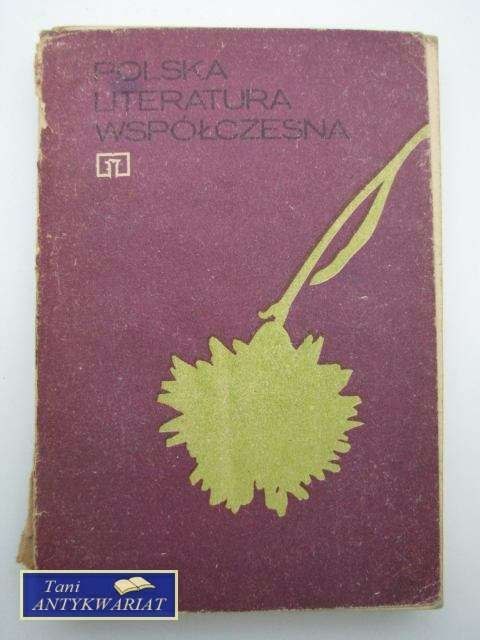 POLSKA
LITERATURA
WSPÓŁCZESNA
Tani
ANTYKWARIAT